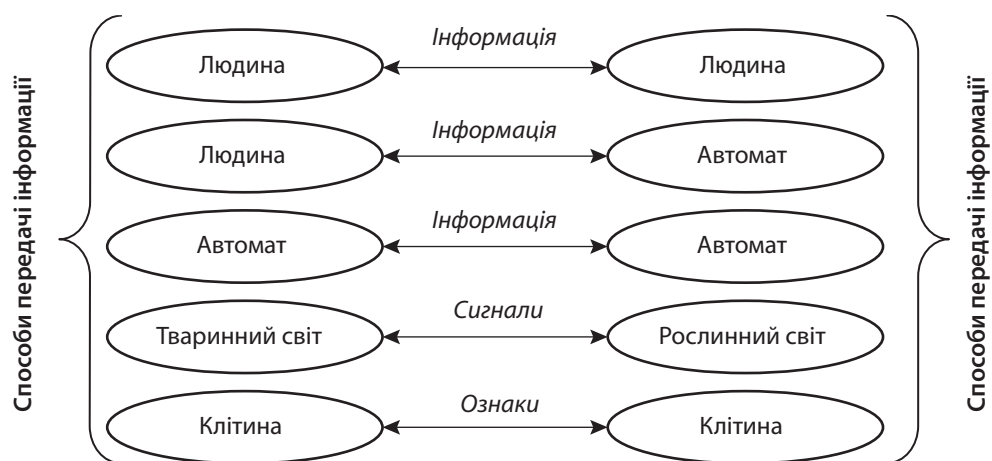 Способи передачі інформації
Інформація
Людина
Людина
Інформація
Людина
Автомат
Інформація
Автомат
Автомат
Сигнали
Тваринний світ
Рослинний світ
Ознаки
Клітина
Клітина
Способи передачі інформації